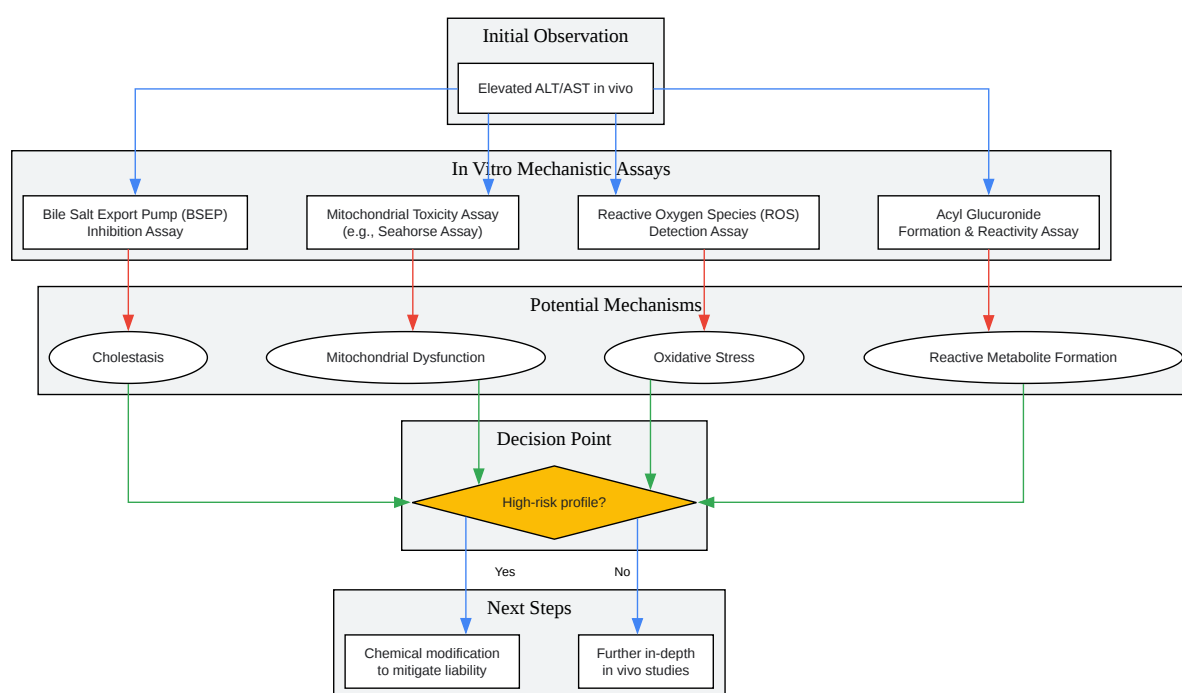 Initial Observation
Elevated ALT/AST in vivo
In Vitro Mechanistic Assays
Bile Salt Export Pump (BSEP)
Inhibition Assay
Mitochondrial Toxicity Assay
(e.g., Seahorse Assay)
Reactive Oxygen Species (ROS)
Detection Assay
Acyl Glucuronide
Formation & Reactivity Assay
Potential Mechanisms
Cholestasis
Mitochondrial Dysfunction
Oxidative Stress
Reactive Metabolite Formation
Decision Point
High-risk profile?
Yes
No
Next Steps
Chemical modification
to mitigate liability
Further in-depth
in vivo studies